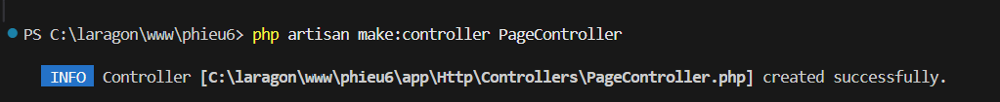 PS C:\laragon\www\phieu6> php artisan make:controller PageController
INFO Controller [C:\laragon\www\phieu6\app\Http\Controllers\PageController.php] created successfully.